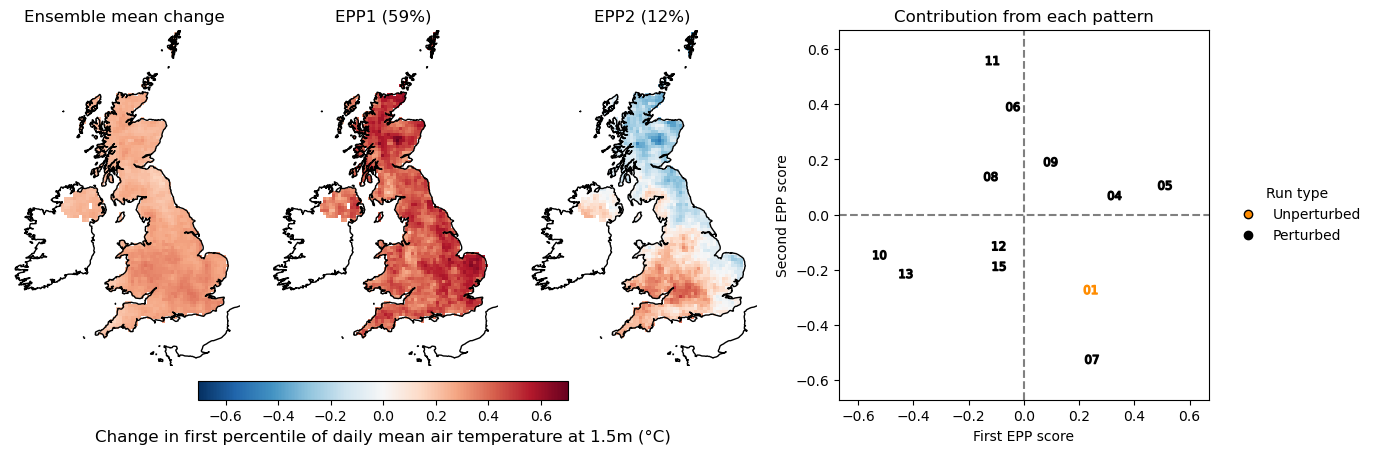 Ensemble mean change
EPP1 (59%)
EPP2 (12%)
Contribution from each pattern
−0.6 −0.4 −0.2 0.0 0.2 0.4 0.6
Change in first percentile of daily mean air temperature at 1.5m (°C)
Second EPP score
0.6
0.4
0.2
0.0
−0.2
−0.4
−0.6
11
06
09
08
05
04
12
10
15
13
01
07
−0.6 −0.4 −0.2 0.0 0.2 0.4 0.6
First EPP score
Run type
Unperturbed
Perturbed